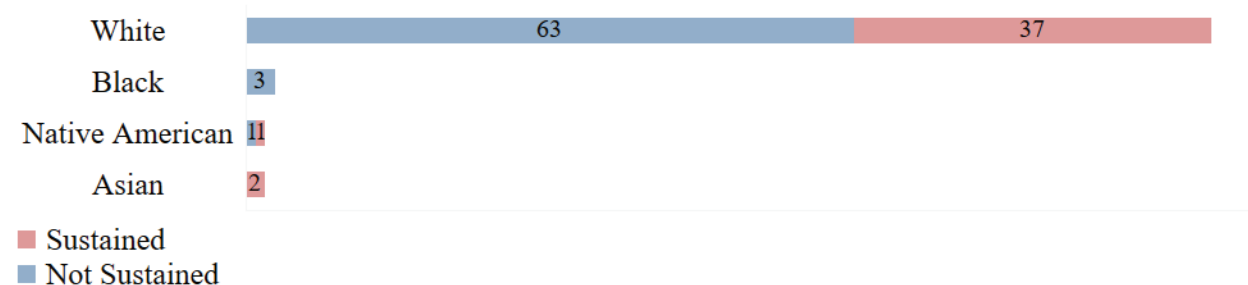 White 63 37
Black 3
Native American 1 1
Asian 2
Sustained
Not Sustained